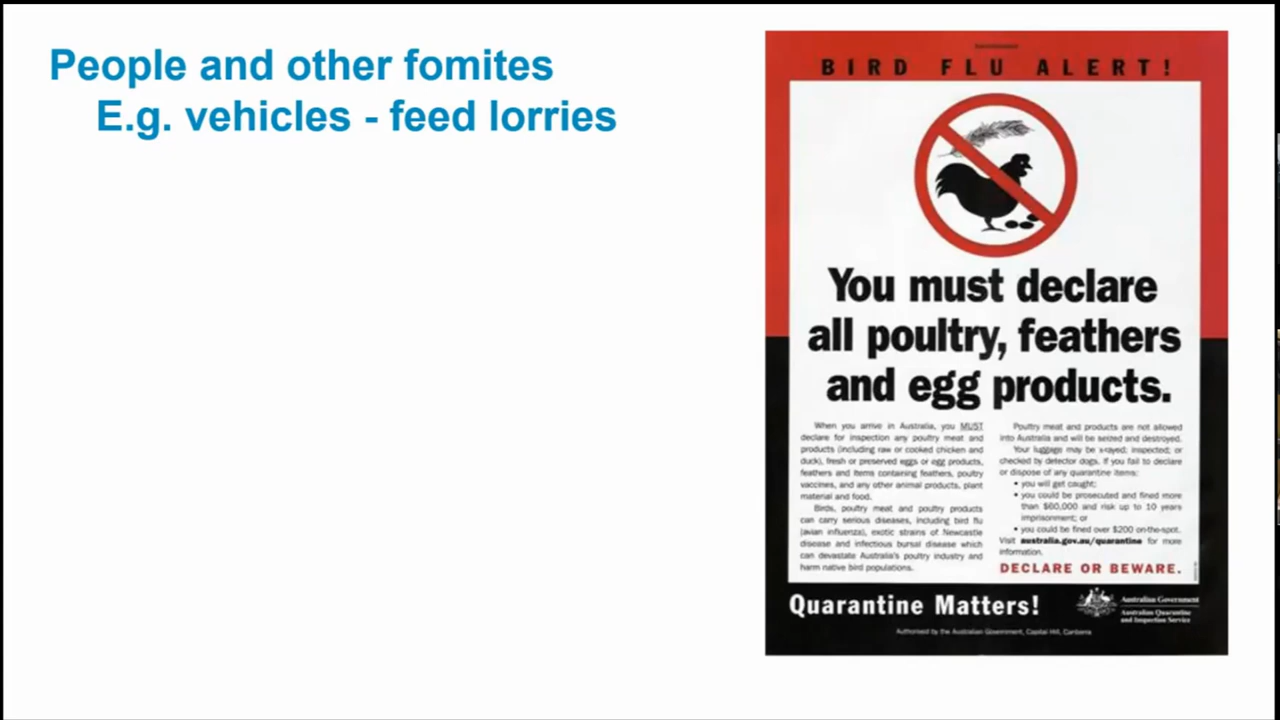 People and other fomites
E.g. vehicles - feed lorries
BIRD FLU ALERT!
You must declare
all poultry, feathers
and egg products.
When you arrive in Australia, you MUST
declare for inspection any poultry meat and
products (including raw or cooked chicken and
duck), fresh or preserved eggs or egg products,
feathers and items containing feathers, poultry
vaccines, and any other animal products, plant
material and food.
Birds, poultry meat and poultry products
can carry serious diseases, including bird flu
(avian influenza), exotic strains of Newcastle
disease and infectious bursal disease which
can devastate Australia's poultry industry and
harm native bird populations.
Poultry meat and products are not allowed
into Australia and will be seized and destroyed.
Your luggage may be x-rayed; inspected; or
checked by detector dogs. If you fail to declare
or dispose of any quarantine items:
• you will get caught;
• you could be prosecuted and fined more
than $60,000 and risk up to 10 years
imprisonment; or
• you could be fined over $200 on-the-spot.
Visit australia.gov.au/quarantine for more
information.
DECLARE OR BEWARE.
Quarantine Matters!
Australian Government
Australian Quarantine
and Inspection Service
Authorised by the Australian Government, Capital Hill, Canberra